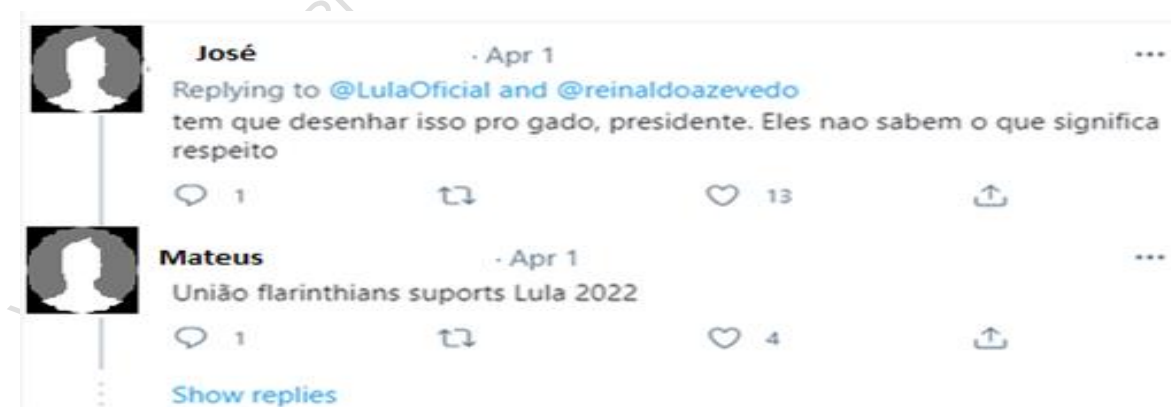 José · Apr 1 ...
Replying to @LulaOficial and @reinaldoazevedo
tem que desenhar isso pro gado, presidente. Eles nao sabem o que significa
respeito
1 13
Mateus · Apr 1 ...
União flarinthians suports Lula 2022
1 4
Show replies